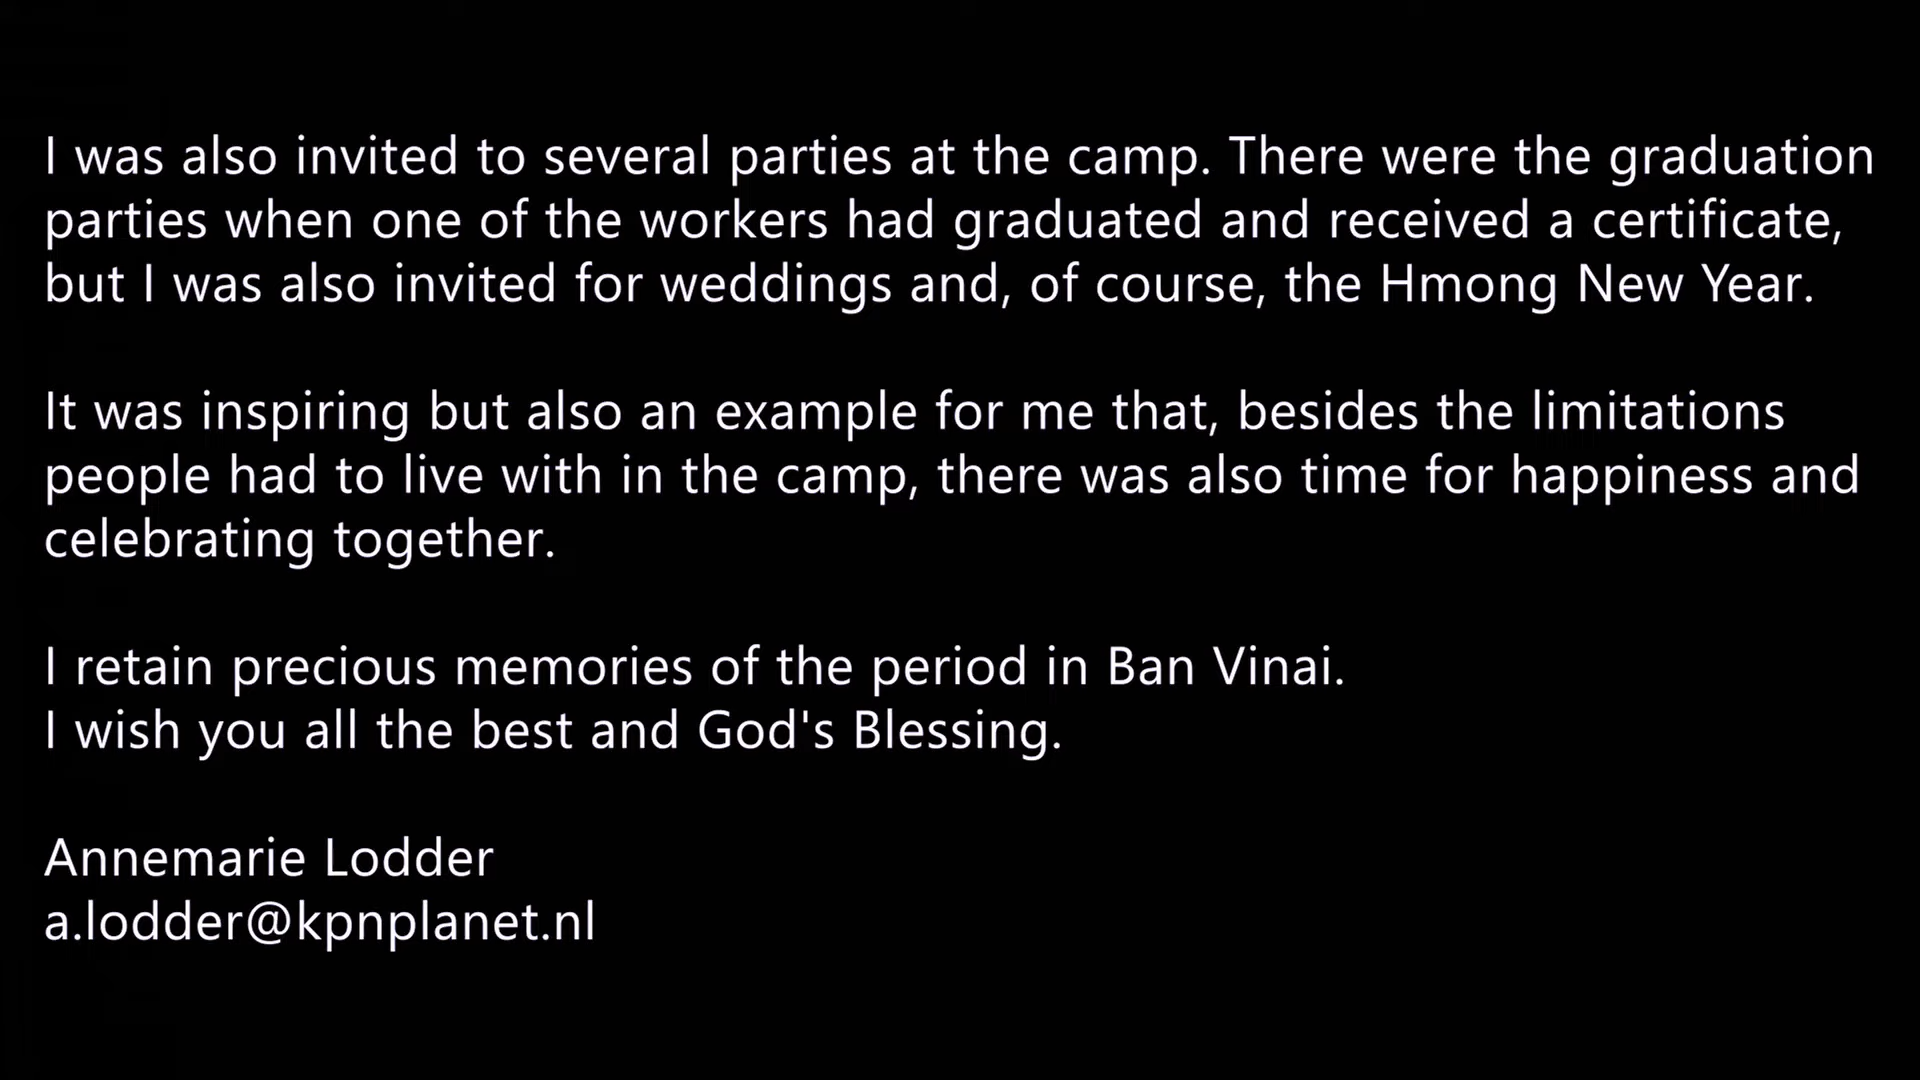 I was also invited to several parties at the camp. There were the graduation
parties when one of the workers had graduated and received a certificate,
but I was also invited for weddings and, of course, the Hmong New Year.
It was inspiring but also an example for me that, besides the limitations
people had to live with in the camp, there was also time for happiness and
celebrating together.
I retain precious memories of the period in Ban Vinai.
I wish you all the best and God's Blessing.
Annemarie Lodder
a.lodder@kpnplanet.nl